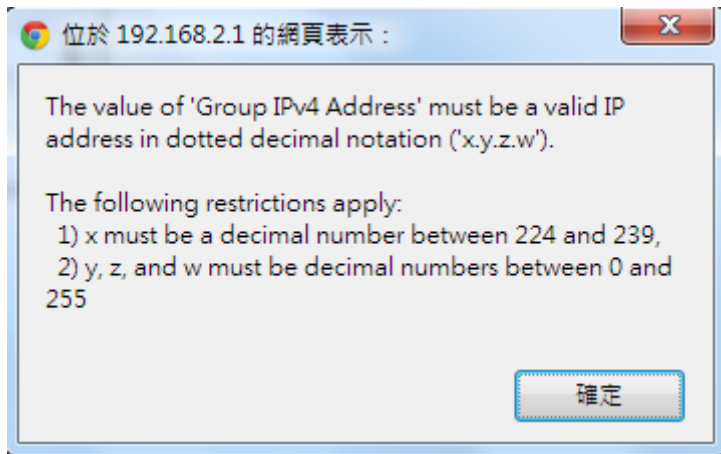 位於 192.168.2.1 的網頁表示：
The value of 'Group IPv4 Address' must be a valid IP
address in dotted decimal notation ('x.y.z.w').
The following restrictions apply:
1) x must be a decimal number between 224 and 239,
2) y, z, and w must be decimal numbers between 0 and
255
確定